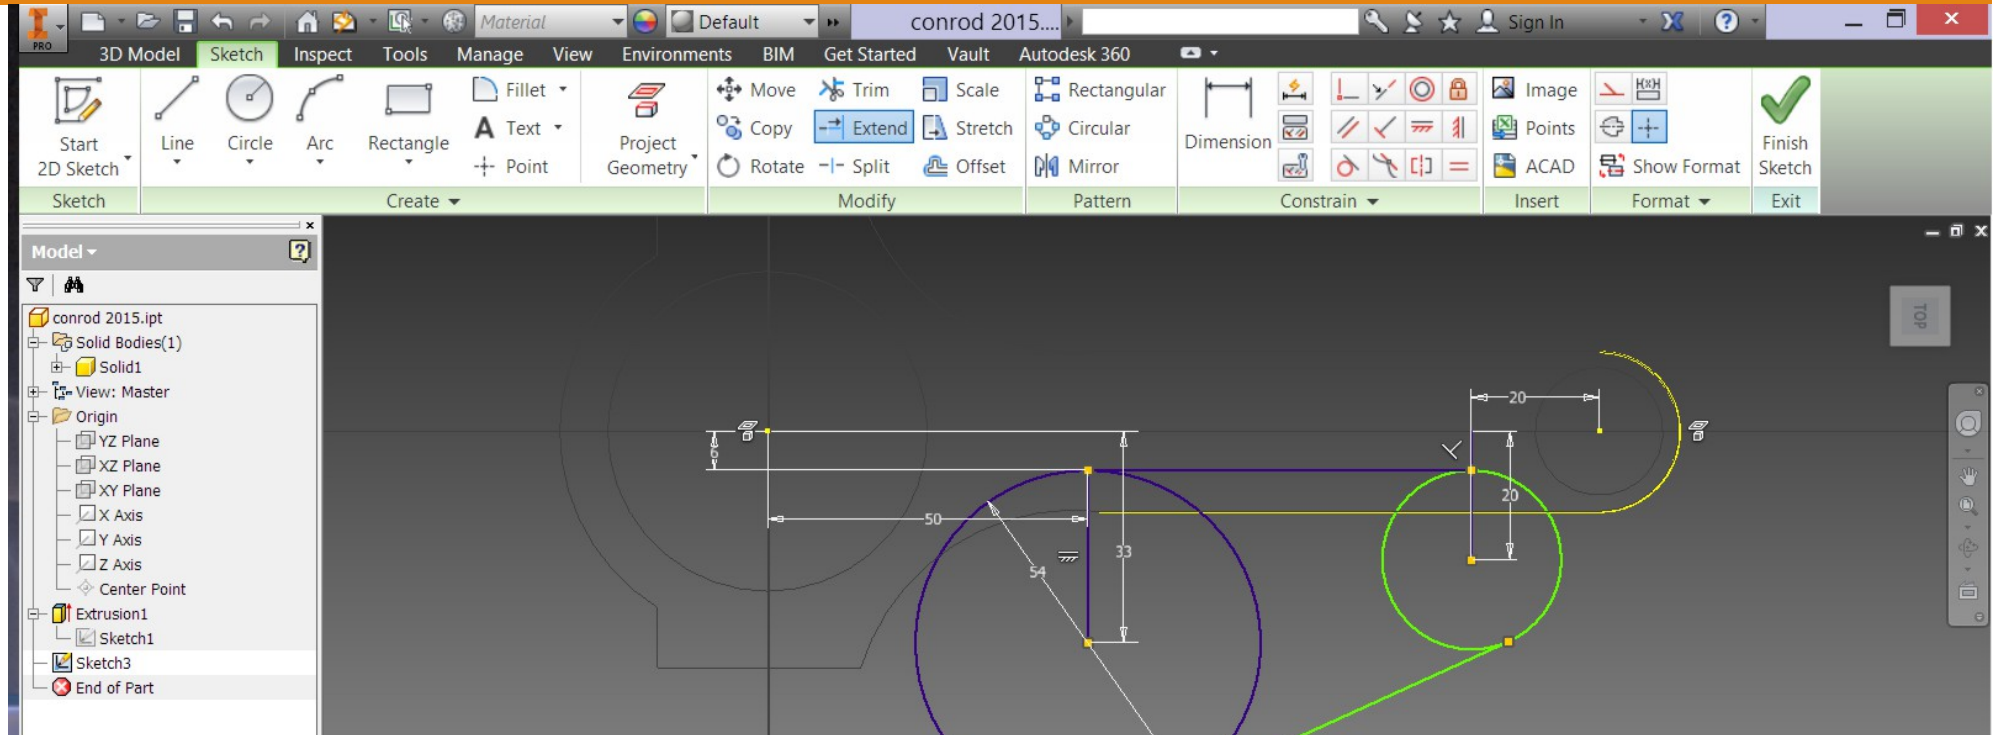 PRO Material Default conrod 2015.... Sign In
3D Model Sketch Inspect Tools Manage View Environments BIM Get Started Vault Autodesk 360
Fillet Move Trim Scale Rectangular Image
A Text Copy Extend Stretch Circular Points
Start 2D Sketch Line Circle Arc Rectangle Project Geometry Dimension Finish Sketch
Point Rotate Split Offset Mirror ACAD Show Format
Sketch Create Modify Pattern Constrain Insert Format Exit
Model
conrod 2015.ipt
Solid Bodies(1)
Solid1
View: Master
Origin
YZ Plane
XZ Plane
XY Plane
X Axis
Y Axis
Z Axis
Center Point
Extrusion1
Sketch1
Sketch3
End of Part
TOP
20
6
20
50
33
54